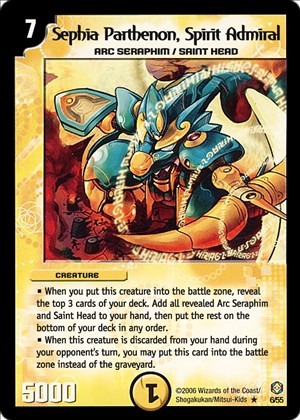 7
Sephia Parthenon, Spirit Admiral
ARC SERAPHIM / SAINT HEAD
CREATURE
■ When you put this creature into the battle zone, reveal
the top 3 cards of your deck. Add all revealed Arc Seraphim
and Saint Head to your hand, then put the rest on the
bottom of your deck in any order.
■ When this creature is discarded from your hand during
your opponent's turn, you may put this card into the battle
zone instead of the graveyard.
5000
1
©2006 Wizards of the Coast/
Shogakukan/Mitsui-Kids ★ 6/55